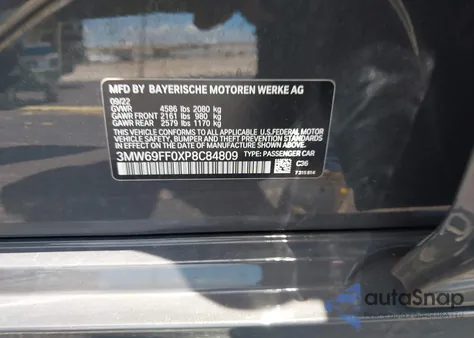 MFD BY BAYERISCHE MOTOREN WERKE AG
09/22
GVWR 4586 lbs 2080 kg
GAWR FRONT 2161 lbs 980 kg
GAWR REAR 2579 lbs 1170 kg
THIS VEHICLE CONFORMS TO ALL APPLICABLE U.S.FEDERAL MOTOR
VEHICLE SAFETY, BUMPER, AND THEFT PREVENTION STANDARDS
IN EFFECT ON THE DATE OF MANUFACTURE SHOWN ABOVE.
3MW69FF0XP8C84809 TYPE: PASSENGER CAR
C36
autoSnap